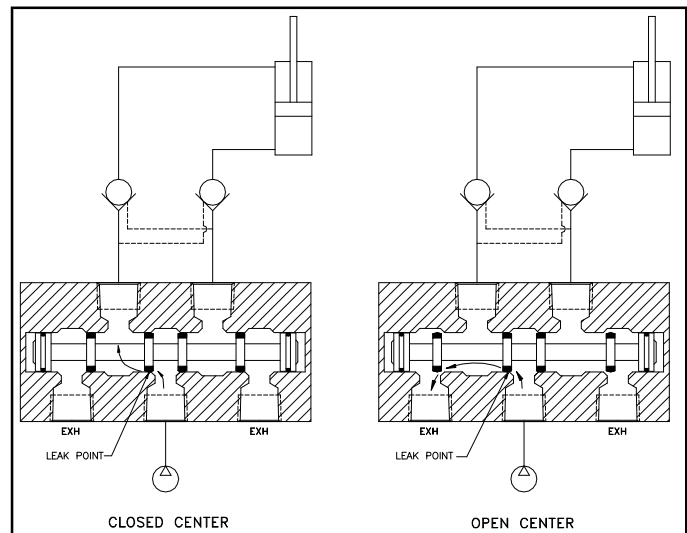 EXH
EXH
LEAK POINT
CLOSED CENTER
EXH
EXH
LEAK POINT
OPEN CENTER